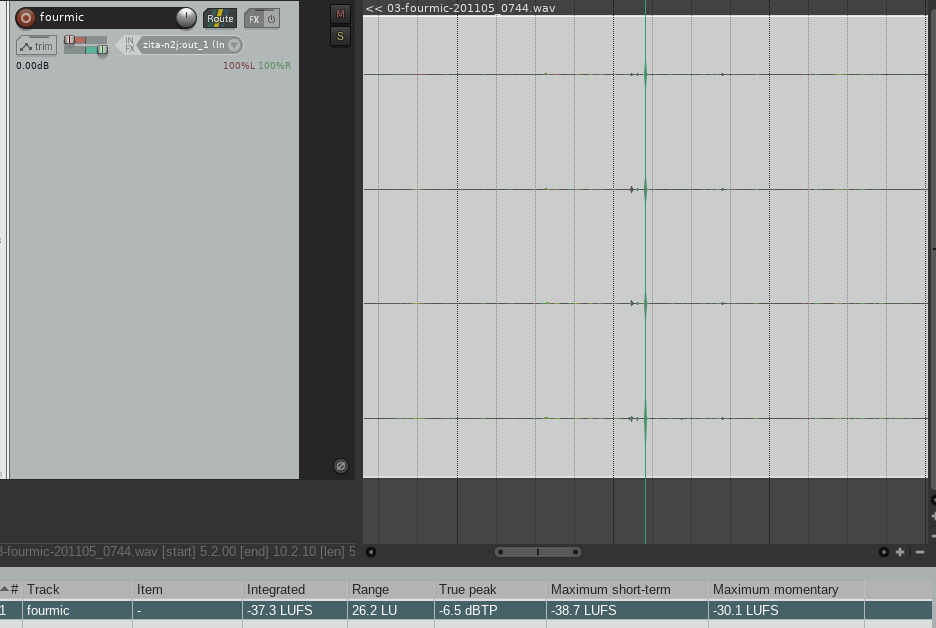 fourmic
Route
FX
M
<< 03-fourmic-201105_0744.wav
trim
IN FX
zita-n2j:out_1 (In
S
0.00dB
100%L 100%R
3-fourmic-201105_0744.wav [start] 5.2.00 [end] 10.2.10 [len] 5
# Track Item Integrated Range True peak Maximum short-term Maximum momentary
1 fourmic - -37.3 LUFS 26.2 LU -6.5 dBTP -38.7 LUFS -30.1 LUFS